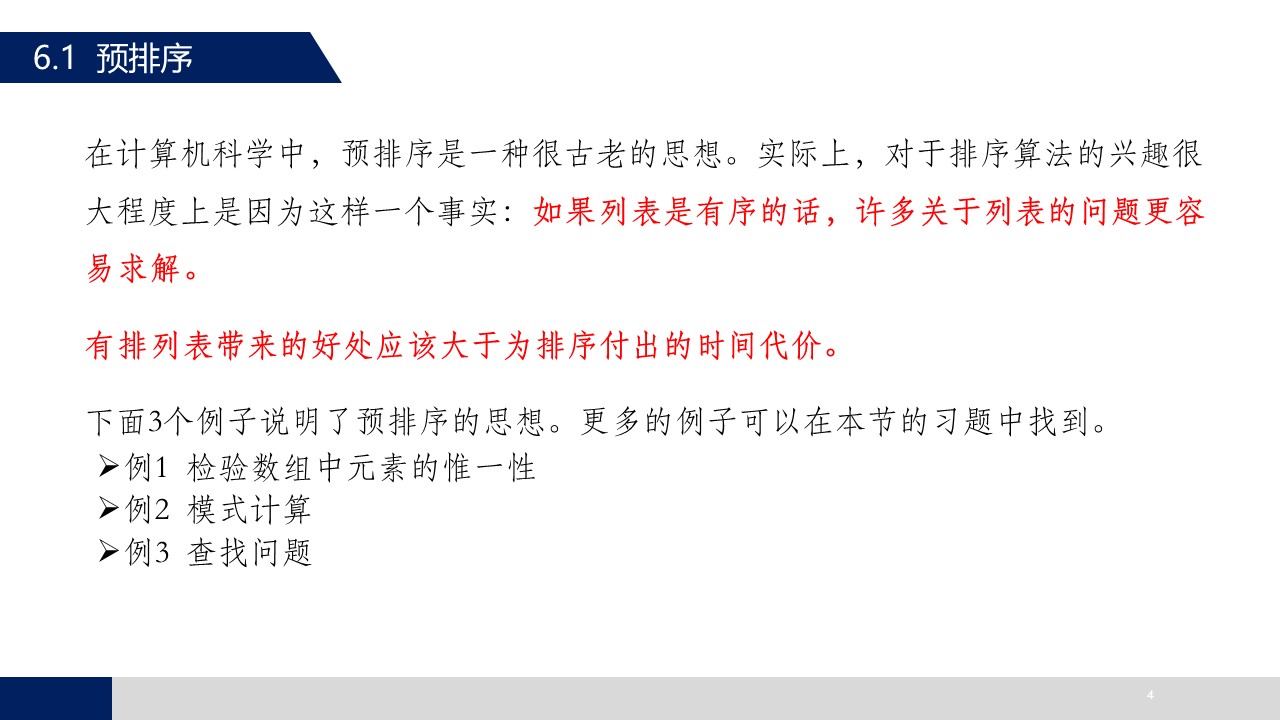 6.1 预排序
在计算机科学中，预排序是一种很古老的思想。实际上，对于排序算法的兴趣很
大程度上是因为这样一个事实：如果列表是有序的话，许多关于列表的问题更容
易求解。
有排列表带来的好处应该大于为排序付出的时间代价。
下面3个例子说明了预排序的思想。更多的例子可以在本节的习题中找到。
➢例1 检验数组中元素的惟一性
➢例2 模式计算
➢例3 查找问题
4